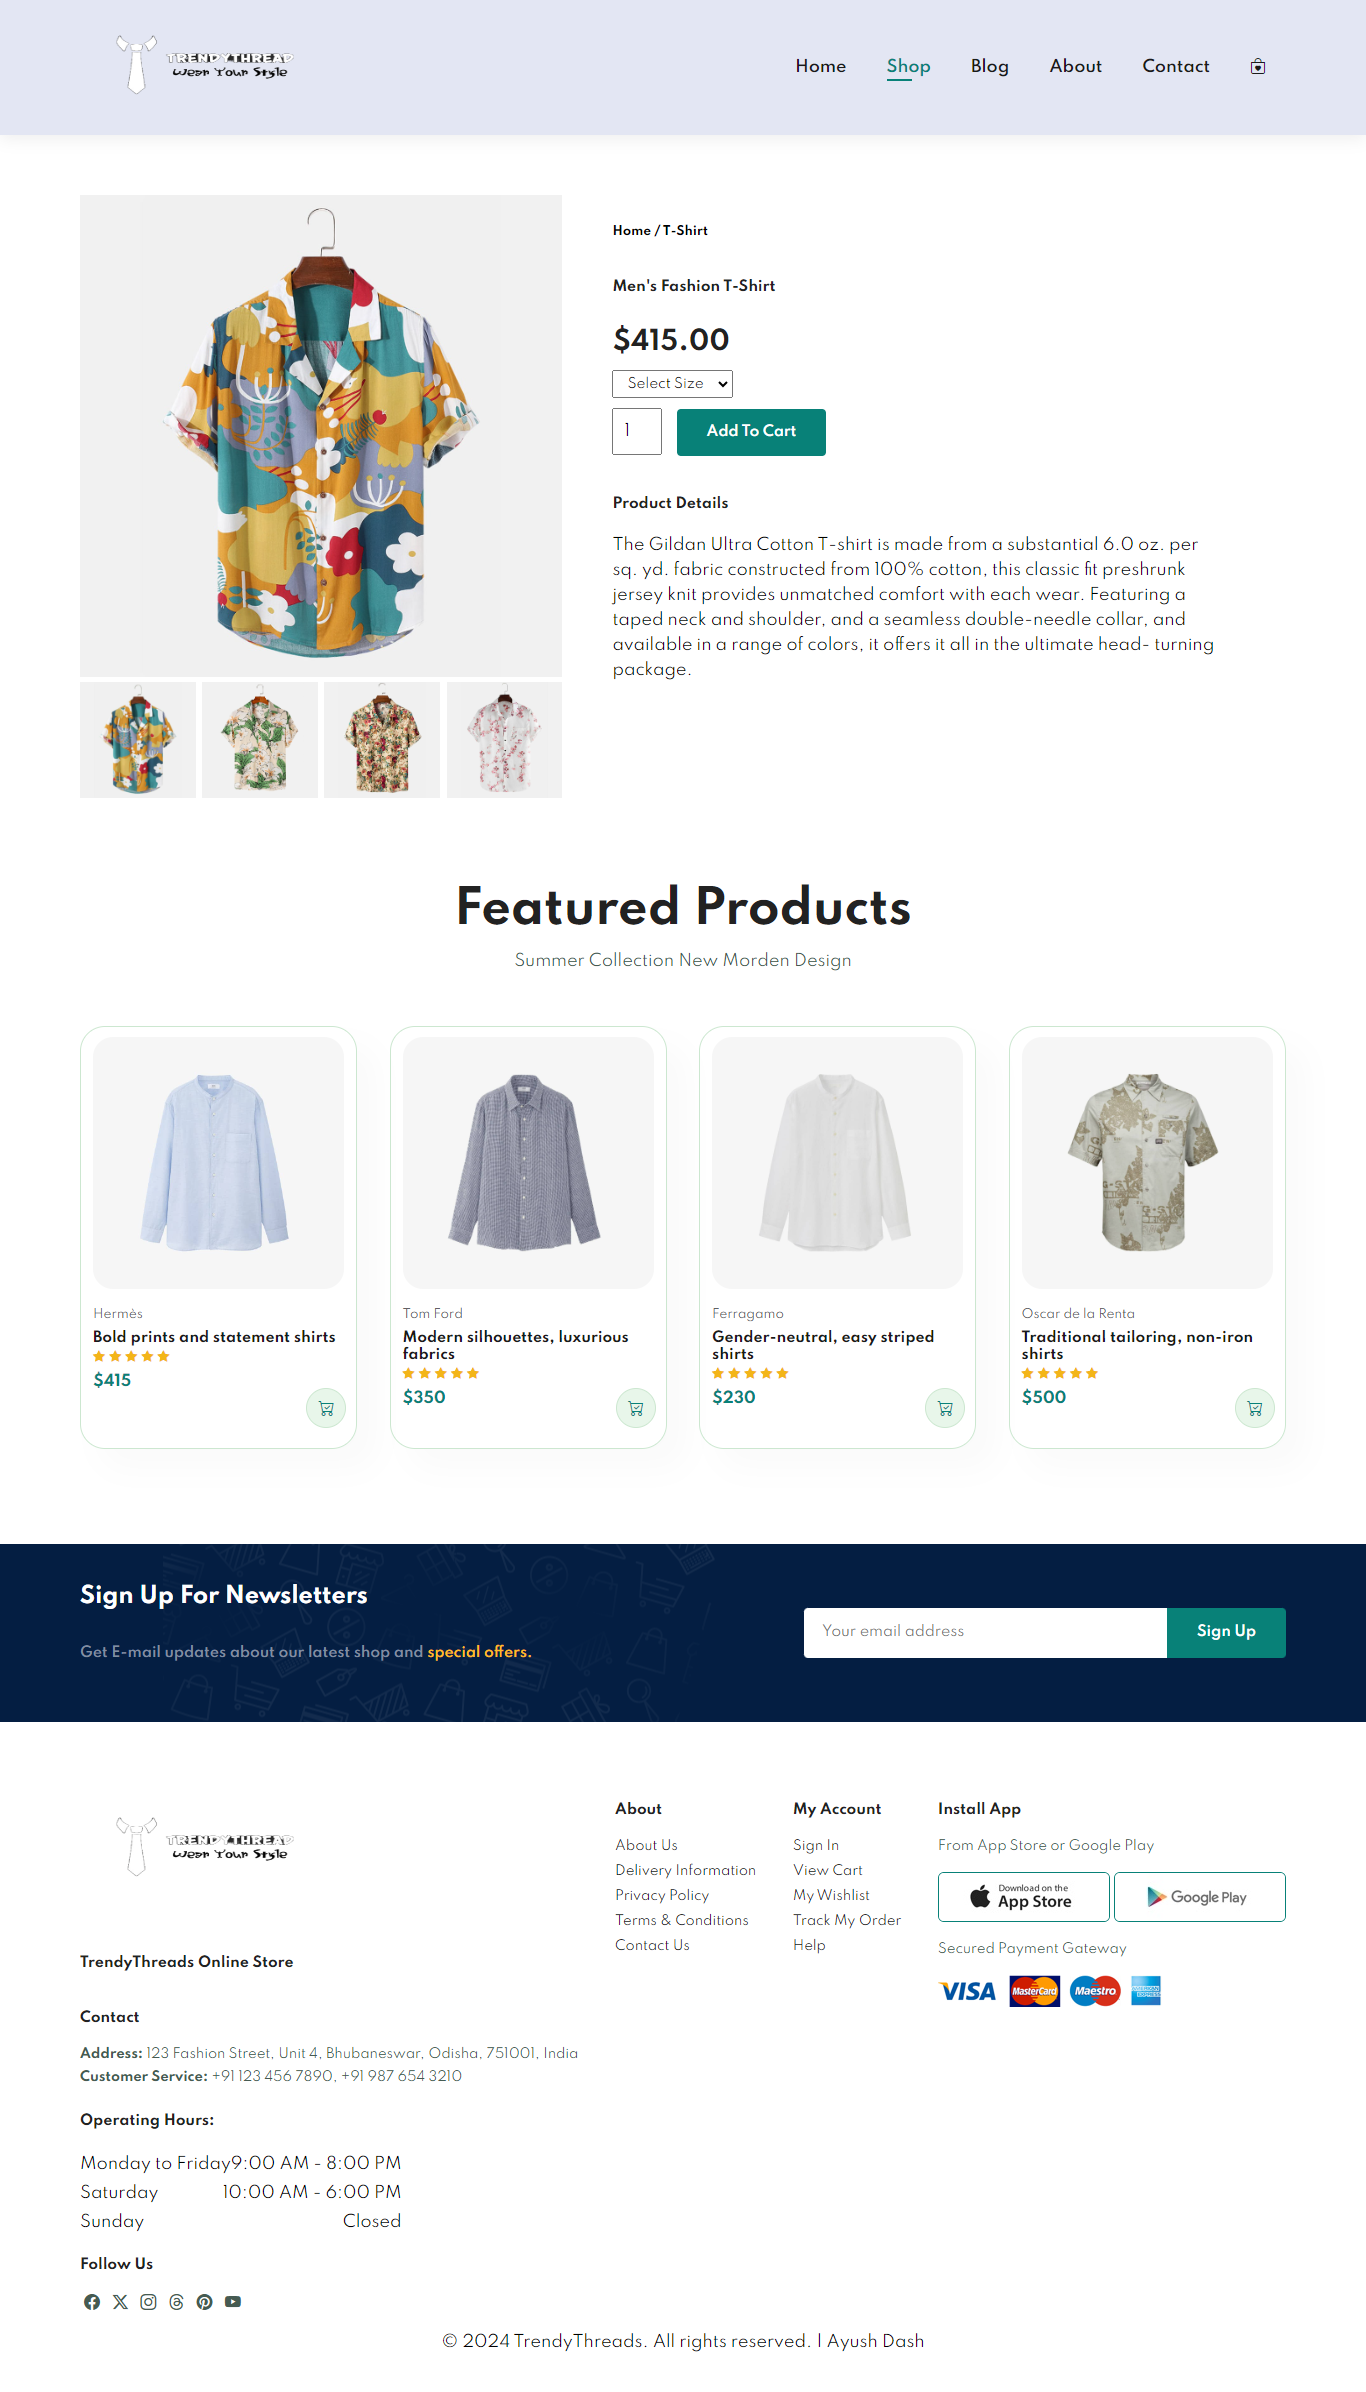 TRENDYTHREAD
Wear Your Style
Home
Shop
Blog
About
Contact
Home / T-Shirt
Men's Fashion T-Shirt
$415.00
Select Size
1
Add To Cart
Product Details
The Gildan Ultra Cotton T-shirt is made from a substantial 6.0 oz. per
sq. yd. fabric constructed from 100% cotton, this classic fit preshrunk
jersey knit provides unmatched comfort with each wear. Featuring a
taped neck and shoulder, and a seamless double-needle collar, and
available in a range of colors, it offers it all in the ultimate head- turning
package.
Featured Products
Summer Collection New Morden Design
Hermès
Bold prints and statement shirts
$415
Tom Ford
Modern silhouettes, luxurious
fabrics
$350
Ferragamo
Gender-neutral, easy striped
shirts
$230
Oscar de la Renta
Traditional tailoring, non-iron
shirts
$500
Sign Up For Newsletters
Get E-mail updates about our latest shop and special offers.
Your email address
Sign Up
TRENDYTHREAD
Wear Your Style
TrendyThreads Online Store
Contact
Address: 123 Fashion Street, Unit 4, Bhubaneswar, Odisha, 751001, India
Customer Service: +91 123 456 7890, +91 987 654 3210
Operating Hours:
Monday to Friday9:00 AM - 8:00 PM
Saturday 10:00 AM - 6:00 PM
Sunday Closed
Follow Us
About
About Us
Delivery Information
Privacy Policy
Terms & Conditions
Contact Us
My Account
Sign In
View Cart
My Wishlist
Track My Order
Help
Install App
From App Store or Google Play
Download on the
App Store
Google Play
Secured Payment Gateway
VISA
MasterCard
Maestro
AMERICAN
EXPRESS
© 2024 TrendyThreads. All rights reserved. | Ayush Dash